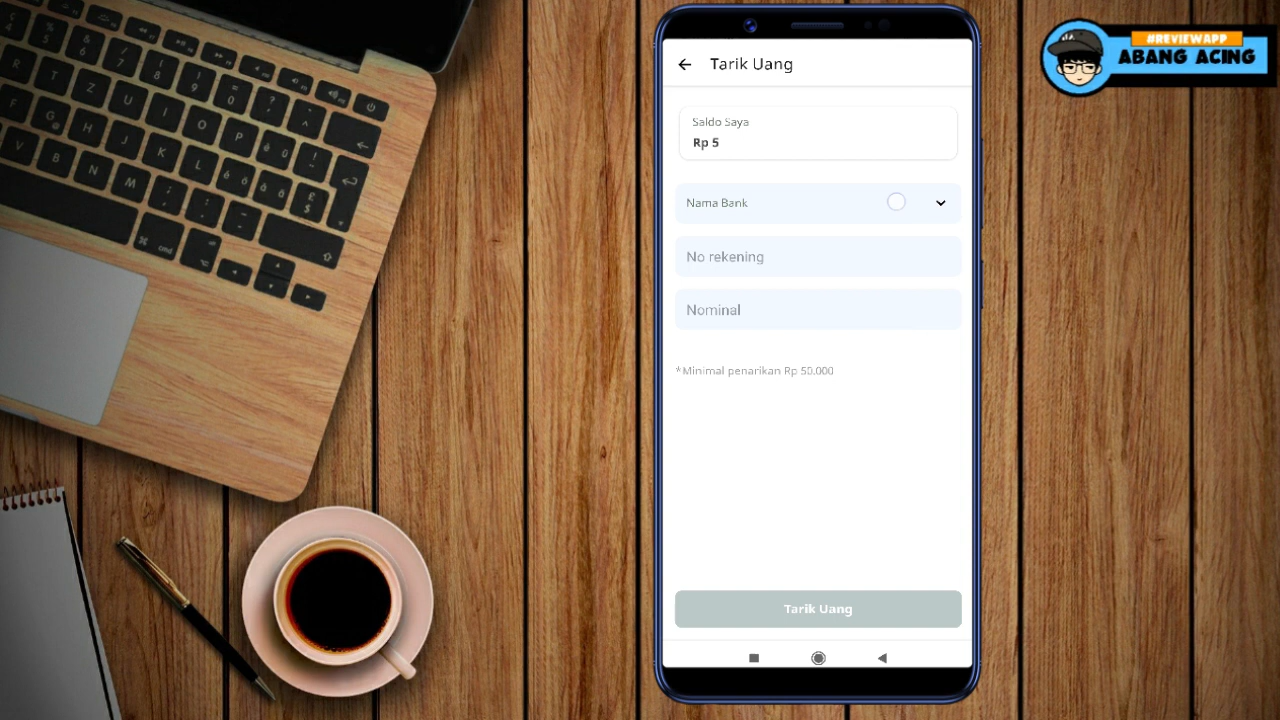 #REVIEWAPP
ABANG ACING
Tarik Uang
Saldo Saya
Rp 5
Nama Bank
No rekening
Nominal
*Minimal penarikan Rp 50.000
Tarik Uang